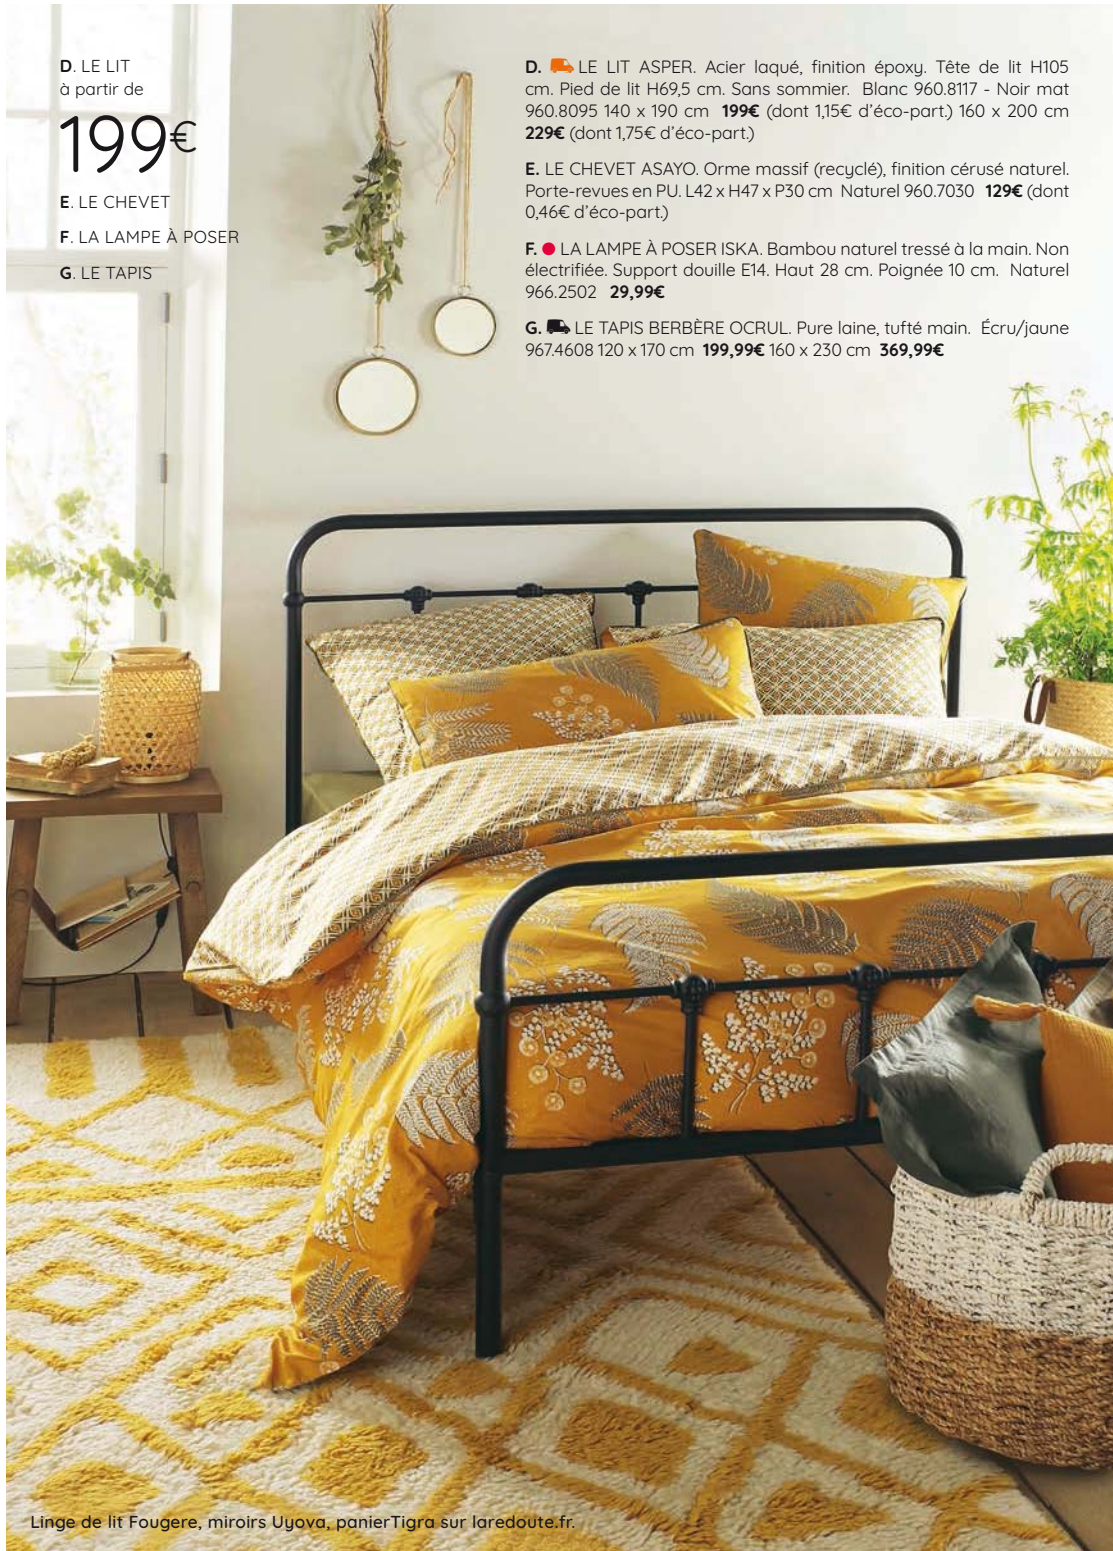 D. LE LIT
à partir de
199€
E. LE CHEVET
F. LA LAMPE À POSER
G. LE TAPIS
D. LE LIT ASPER. Acier laqué, finition époxy. Tête de lit H105
cm. Pied de lit H69,5 cm. Sans sommier. Blanc 960.8117 - Noir mat
960.8095 140 x 190 cm 199€ (dont 1,15€ d’éco-part.) 160 x 200 cm
229€ (dont 1,75€ d’éco-part.)
E. LE CHEVET ASAYO. Orme massif (recyclé), finition cérusé naturel.
Porte-revues en PU. L42 x H47 x P30 cm Naturel 960.7030 129€ (dont
0,46€ d’éco-part.)
F. LA LAMPE À POSER ISKA. Bambou naturel tressé à la main. Non
électrifiée. Support douille E14. Haut 28 cm. Poignée 10 cm. Naturel
966.2502 29,99€
G. LE TAPIS BERBÈRE OCRUL. Pure laine, tufté main. Écru/jaune
967.4608 120 x 170 cm 199,99€ 160 x 230 cm 369,99€
Linge de lit Fougere, miroirs Uyova, panierTigra sur laredoute.fr.